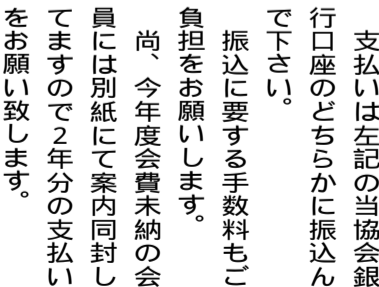 支払いは左記の当協会銀
行口座のどちらかに振込ん
で下さい。
振込に要する手数料もご
負担をお願いします。
尚、今年度会費未納の会
員には別紙にて案内同封し
てますので2年分の支払い
をお願い致します。